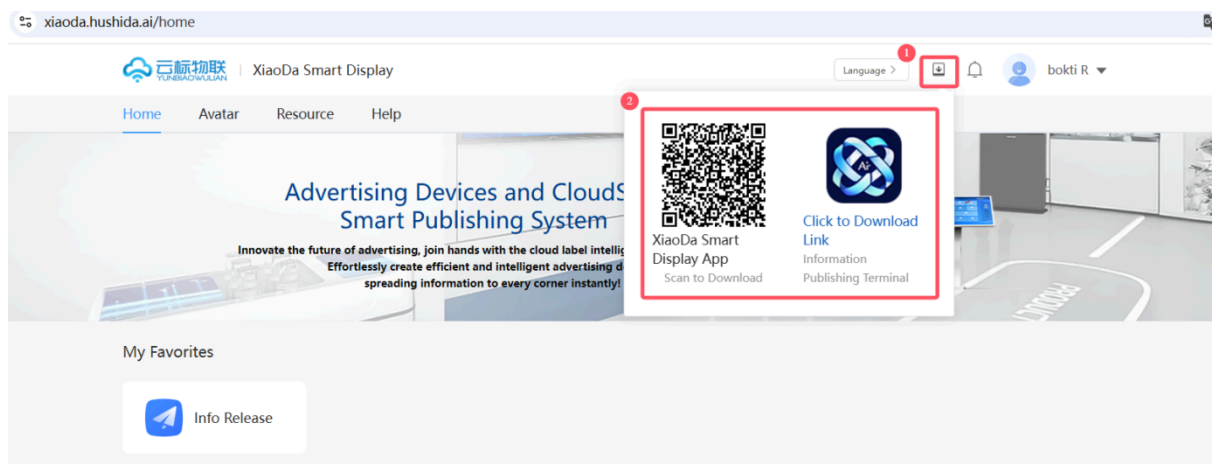 xiaoda.hushida.ai/home
云标物联
YUNBIAOWULIAN
XiaoDa Smart Display
Language >
1
bokti R
Home
Avatar
Resource
Help
2
Advertising Devices and CloudS
Smart Publishing System
Innovate the future of advertising, join hands with the cloud label intellig
Effortlessly create efficient and intelligent advertising d
spreading information to every corner instantly!
XiaoDa Smart
Display App
Scan to Download
Ai
Click to Download
Link
Information
Publishing Terminal
PRODUCT
My Favorites
Info Release